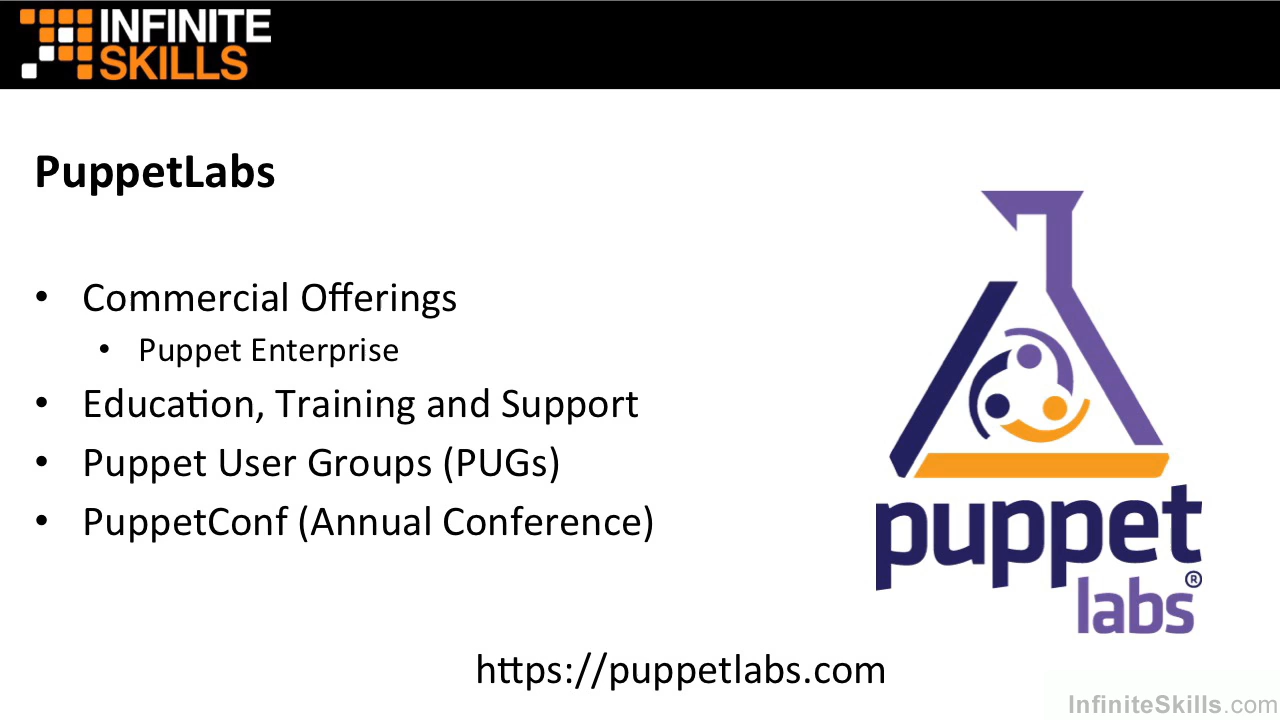 INFINITE
SKILLS
PuppetLabs
• Commercial Offerings
• Puppet Enterprise
• Education, Training and Support
• Puppet User Groups (PUGs)
• PuppetConf (Annual Conference)
puppet
labs®
https://puppetlabs.com
InfiniteSkills.com